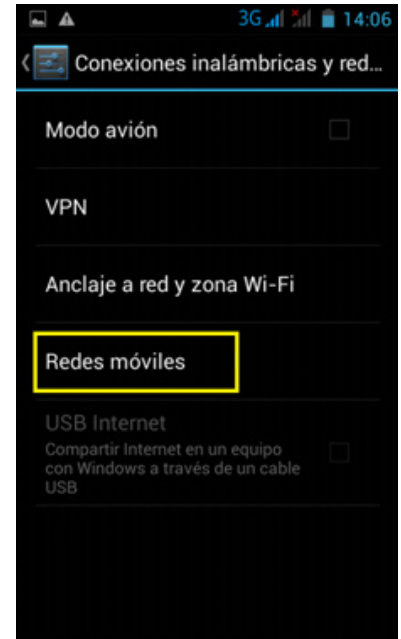 3G 14:06
Conexiones inalámbricas y red...
Modo avión
VPN
Anclaje a red y zona Wi-Fi
Redes móviles
USB Internet
Compartir Internet en un equipo
con Windows a través de un cable
USB